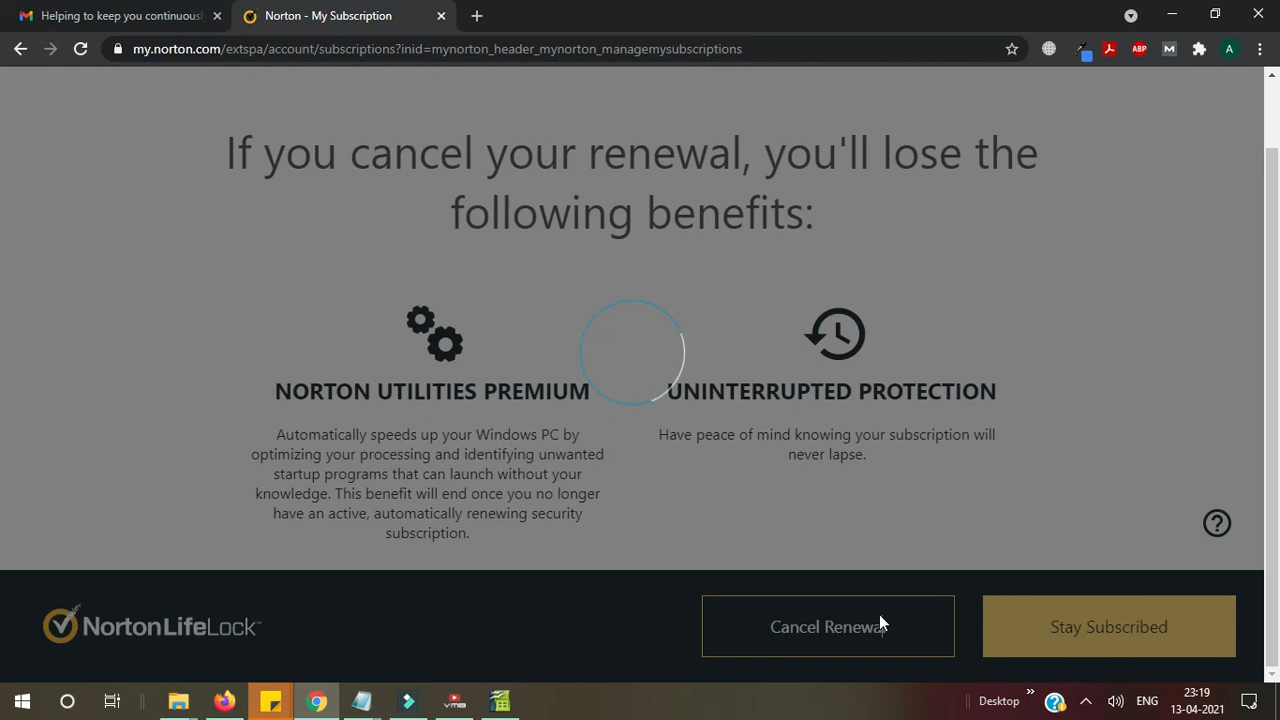 Helping to keep you continuously
Norton - My Subscription
my.norton.com/extspa/account/subscriptions?inid=mynorton_header_mynorton_managemysubscriptions
ABP
M
A
If you cancel your renewal, you'll lose the
following benefits:
NORTON UTILITIES PREMIUM
Automatically speeds up your Windows PC by
optimizing your processing and identifying unwanted
startup programs that can launch without your
knowledge. This benefit will end once you no longer
have an active, automatically renewing security
subscription.
UNINTERRUPTED PROTECTION
Have peace of mind knowing your subscription will
never lapse.
NortonLifeLock
Cancel Renewal
Stay Subscribed
Desktop
ENG
23:19
13-04-2021